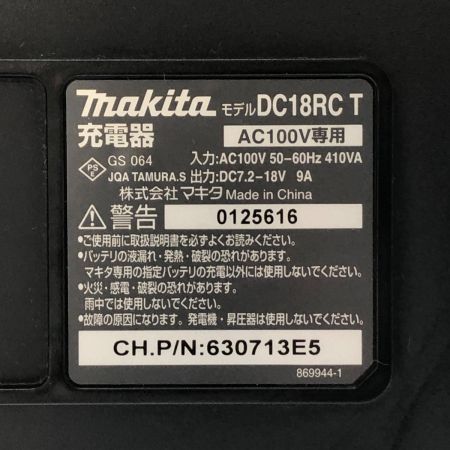 makita モデル DC18RC T
充電器 AC100V専用
PS E GS 064 入力:AC100V 50-60Hz 410VA
JQA TAMURA.S 出力:DC7.2-18V 9A
株式会社マキタ Made in China
警告 0125616
●ご使用前に取扱説明書を必ずよくお読みください。
●バッテリの液漏れ・発熱・破裂の恐れがあります。
マキタ専用の指定バッテリの充電以外には使用しないでください。
●火災・感電・破裂の恐れがあります。
雨中では使用しないでください。
●故障の原因になります。発電機・昇圧器は使用しないでください。
CH.P/N:630713E5
869944-1